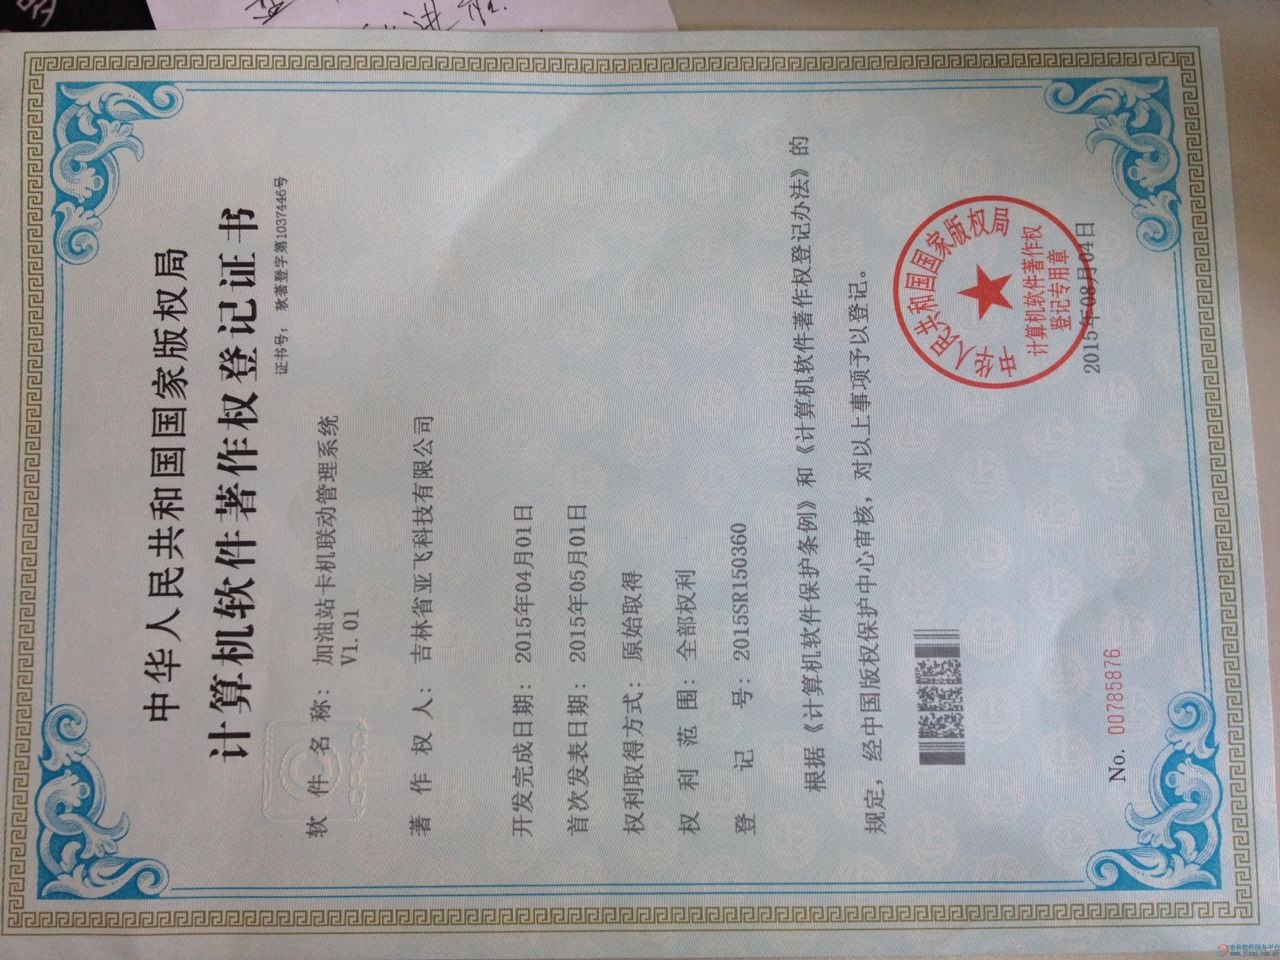 中华人民共和国国家版权局
计算机软件著作权登记证书
证书号： 软著登字第1037446号
软件名称： 加油站卡机联动管理系统
V1.01
著作权人： 吉林省亚飞科技有限公司
开发完成日期： 2015年04月01日
首次发表日期： 2015年05月01日
权利取得方式： 原始取得
权利范围： 全部权利
登记号： 2015SR150360
根据《计算机软件保护条例》和《计算机软件著作权登记办法》的
规定，经中国版权保护中心审核，对以上事项予以登记。
中华人民共和国国家版权局
计算机软件著作权
登记专用章
2015年08月04日
No. 00785876